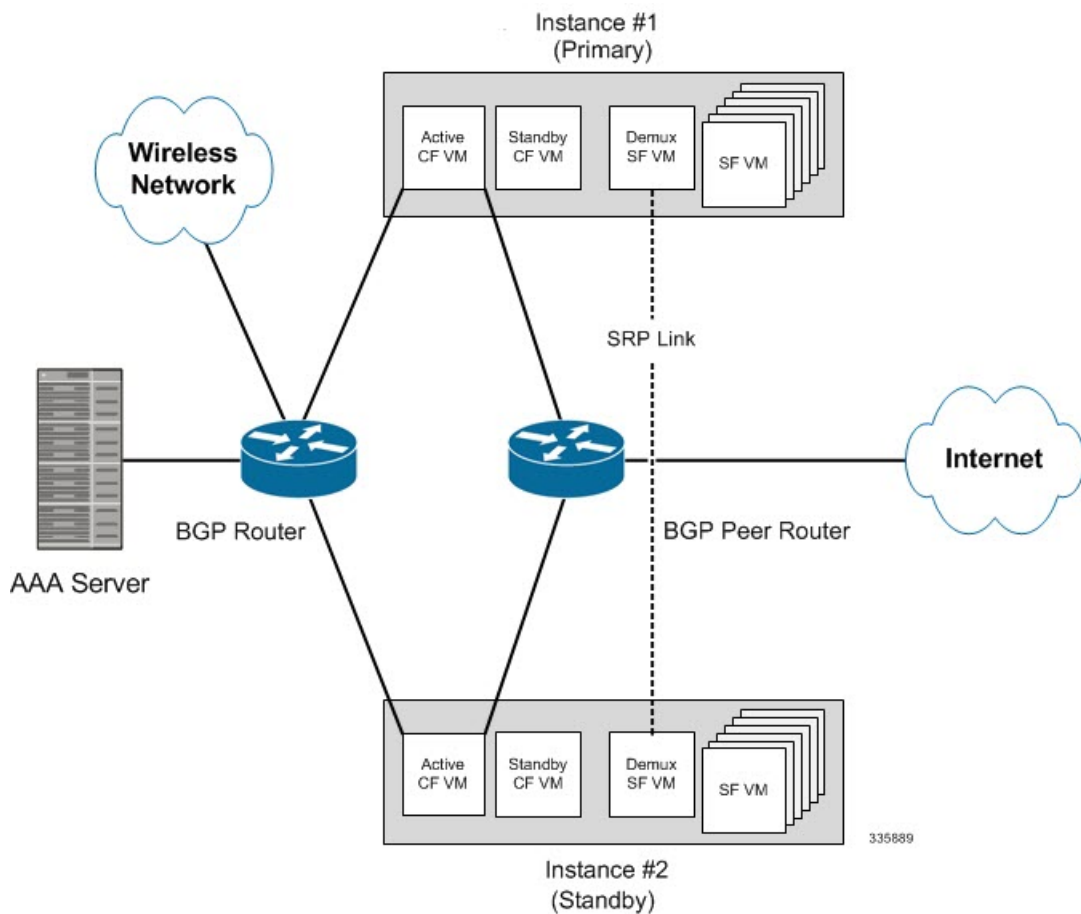 Instance #1
(Primary)
Active
CF VM
Standby
CF VM
Demux
SF VM
SF VM
Wireless
Network
SRP Link
Internet
BGP Router
BGP Peer Router
AAA Server
Active
CF VM
Standby
CF VM
Demux
SF VM
SF VM
335889
Instance #2
(Standby)